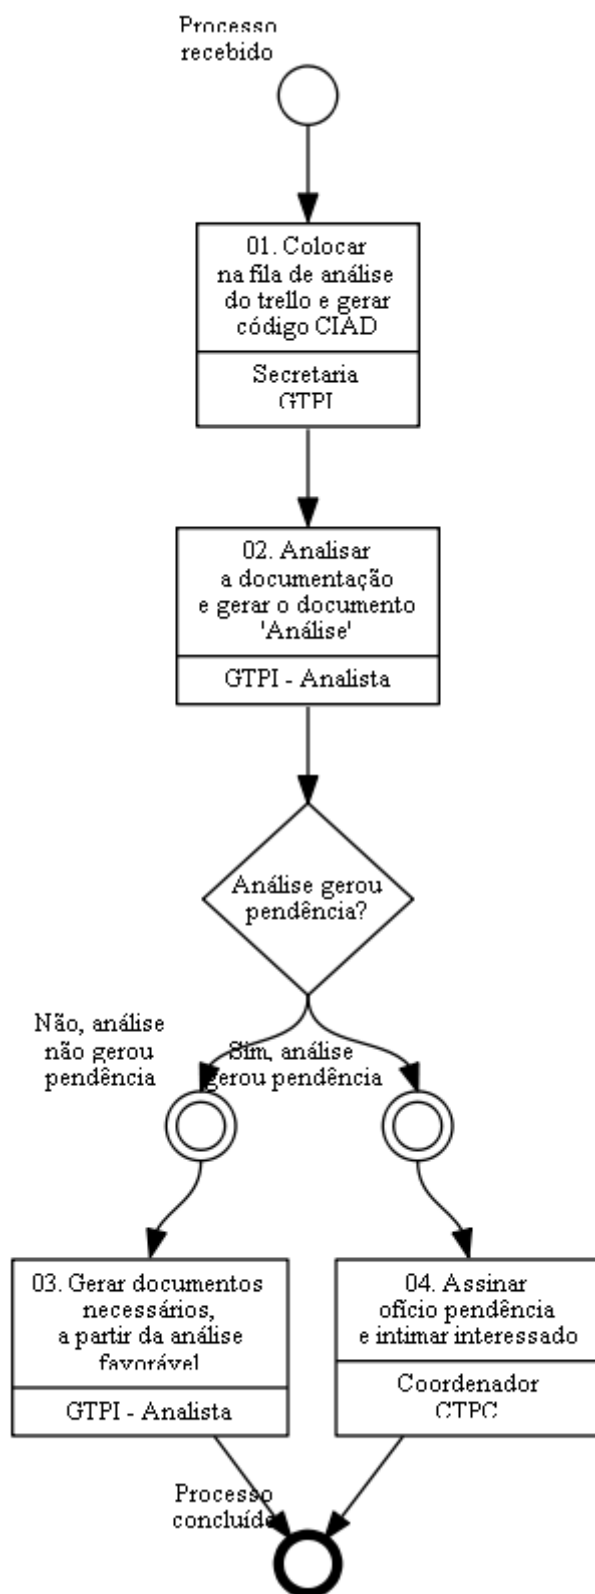 Processo
recebido
01. Colocar
na fila de análise
do trello e gerar
código CIAD
Secretaria
GTPI
02. Analisar
a documentação
e gerar o documento
'Análise'
GTPI - Analista
Análise gerou
pendência?
Não, análise
não gerou
pendência
Sim, análise
gerou pendência
03. Gerar documentos
necessários,
a partir da análise
favorável
GTPI - Analista
04. Assinar
ofício pendência
e intimar interessado
Coordenador
CTPC
Processo
concluído